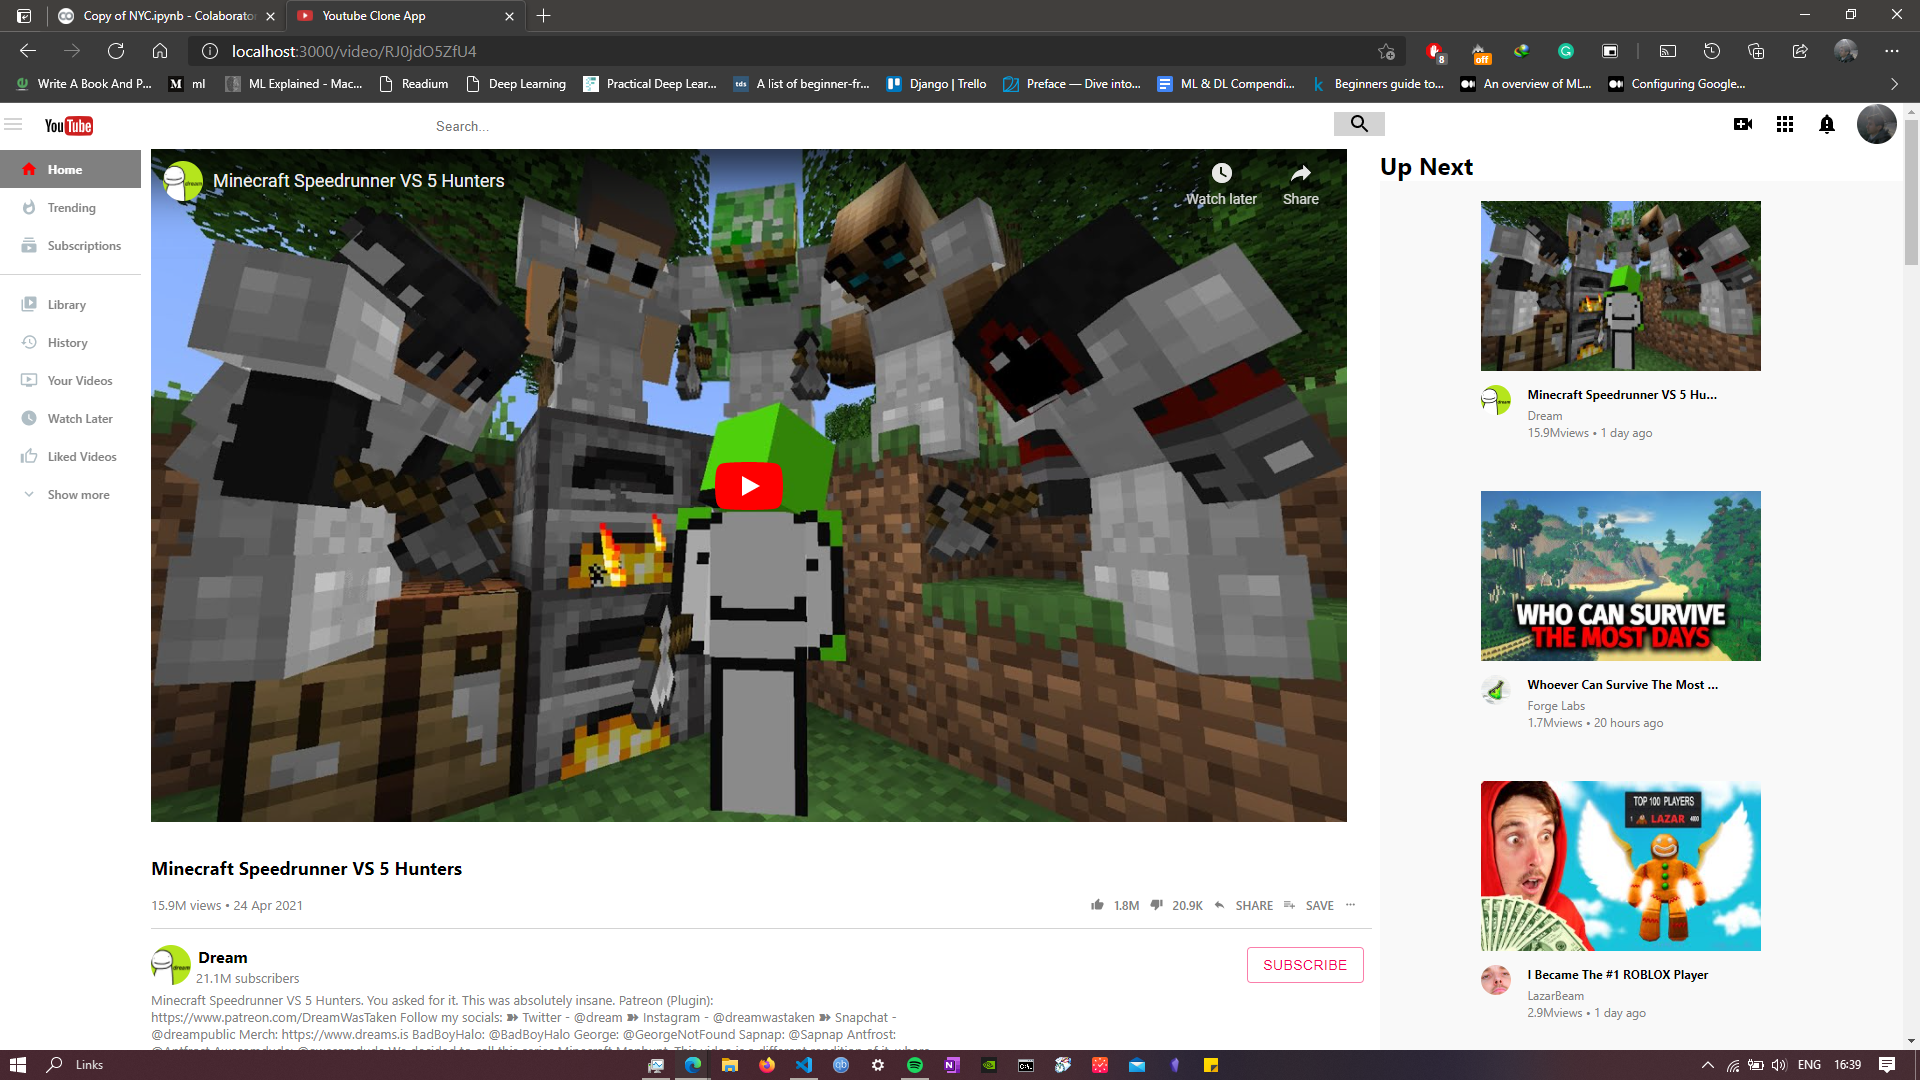 Copy of NYC.ipynb - Colaborato
Youtube Clone App
localhost:3000/video/RJ0jdO5ZfU4
8
off
Write A Book And P...
ml
ML Explained - Mac...
Readium
Deep Learning
Practical Deep Lear...
tds
A list of beginner-fr...
Django | Trello
Preface — Dive into...
ML & DL Compendi...
Beginners guide to...
An overview of ML...
Configuring Google...
YouTube
Search...
Home
Trending
Subscriptions
Library
History
Your Videos
Watch Later
Liked Videos
Show more
Minecraft Speedrunner VS 5 Hunters
Watch later
Share
Minecraft Speedrunner VS 5 Hunters
15.9M views • 24 Apr 2021
1.8M
20.9K
SHARE
SAVE
Dream
21.1M subscribers
SUBSCRIBE
Minecraft Speedrunner VS 5 Hunters. You asked for it. This was absolutely insane. Patreon (Plugin):
https://www.patreon.com/DreamWasTaken Follow my socials: ➽ Twitter - @dream ➽ Instagram - @dreamwastaken ➽ Snapchat -
@dreampublic Merch: https://www.dreams.is BadBoyHalo: @BadBoyHalo George: @GeorgeNotFound Sapnap: @Sapnap Antfrost:
Up Next
Minecraft Speedrunner VS 5 Hu...
Dream
15.9Mviews • 1 day ago
WHO CAN SURVIVE
THE MOST DAYS
Whoever Can Survive The Most ...
Forge Labs
1.7Mviews • 20 hours ago
TOP 100 PLAYERS
1 LAZAR
I Became The #1 ROBLOX Player
LazarBeam
2.9Mviews • 1 day ago
Links
ENG
16:39